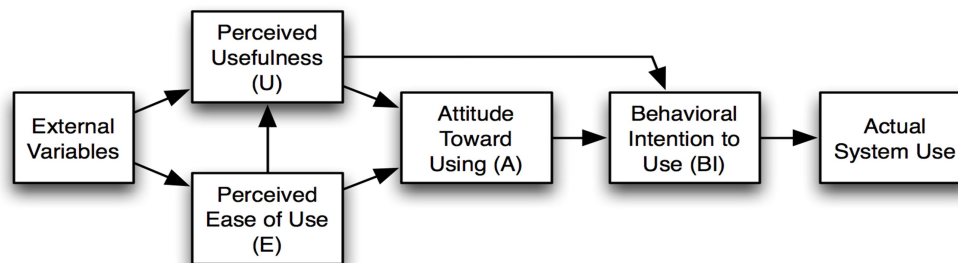 External
Variables
Perceived
Usefulness
(U)
Perceived
Ease of Use
(E)
Attitude
Toward
Using (A)
Behavioral
Intention to
Use (BI)
Actual
System Use